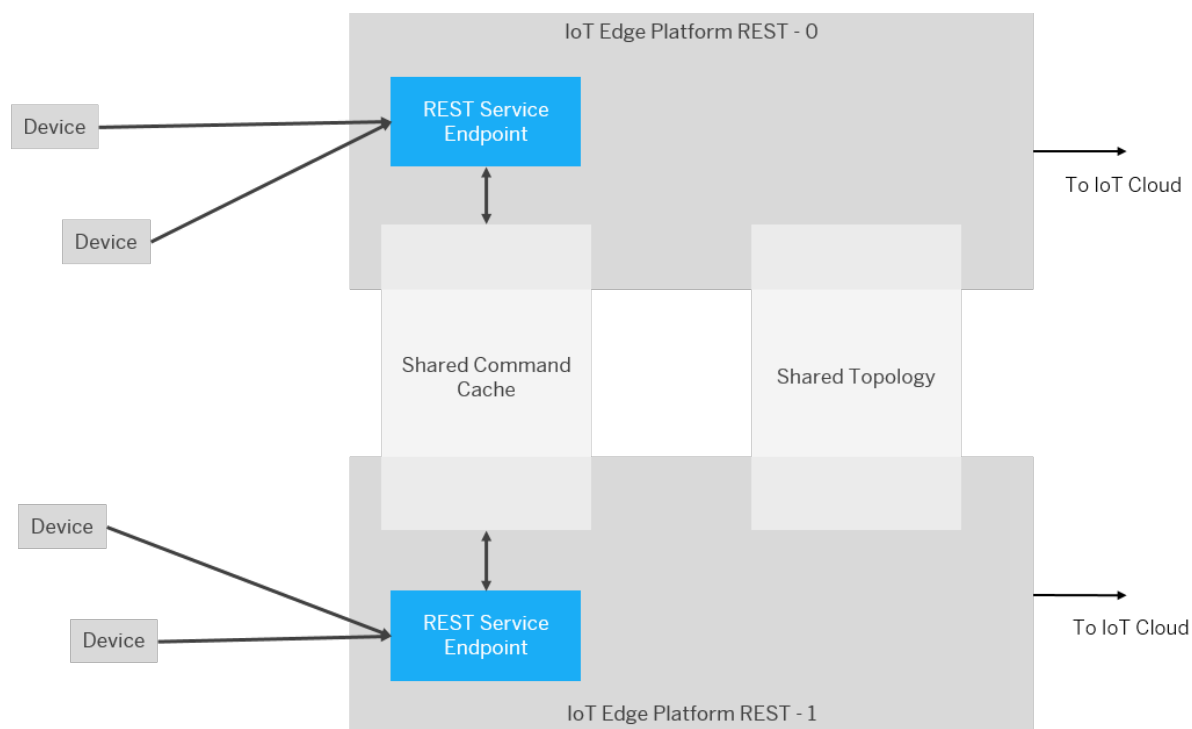 IoT Edge Platform REST - 0
REST Service
Endpoint
Device
To IoT Cloud
Device
Shared Command
Cache
Shared Topology
Device
REST Service
Endpoint
Device
To IoT Cloud
IoT Edge Platform REST - 1